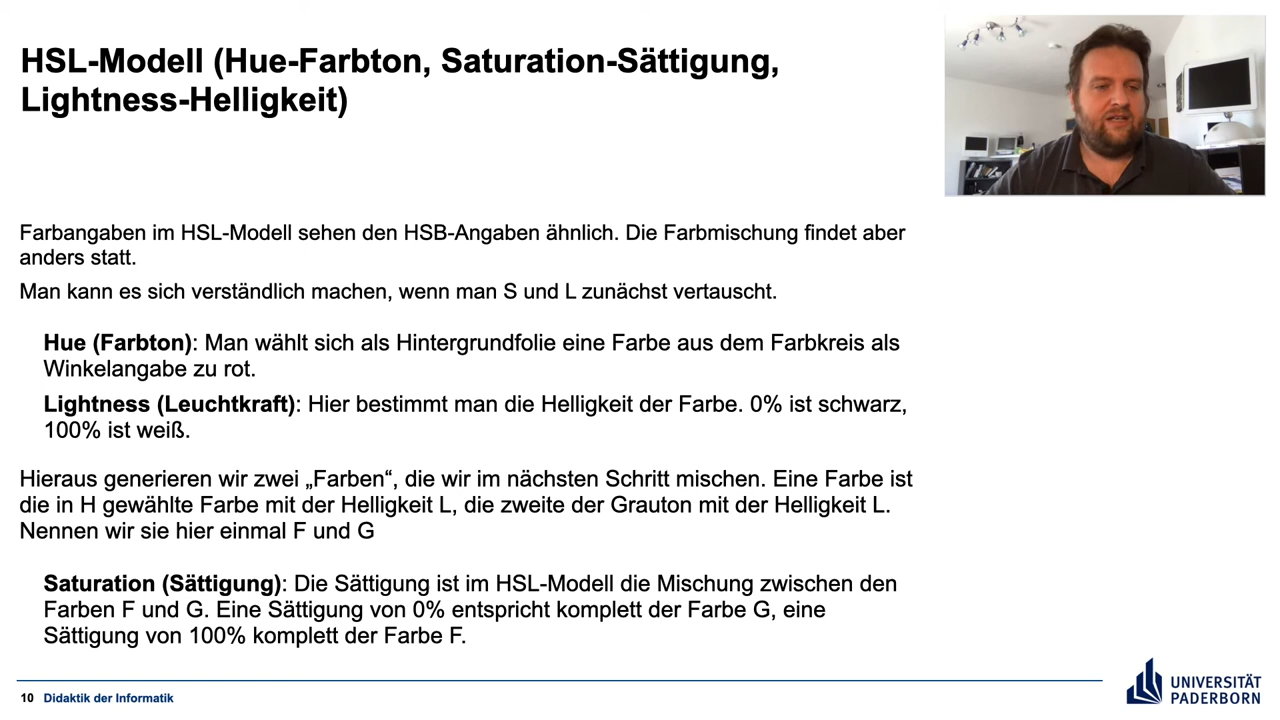 HSL-Modell (Hue-Farbton, Saturation-Sättigung,
Lightness-Helligkeit)
Farbangaben im HSL-Modell sehen den HSB-Angaben ähnlich. Die Farbmischung findet aber
anders statt.
Man kann es sich verständlich machen, wenn man S und L zunächst vertauscht.
Hue (Farbton): Man wählt sich als Hintergrundfolie eine Farbe aus dem Farbkreis als
Winkelangabe zu rot.
Lightness (Leuchtkraft): Hier bestimmt man die Helligkeit der Farbe. 0% ist schwarz,
100% ist weiß.
Hieraus generieren wir zwei „Farben“, die wir im nächsten Schritt mischen. Eine Farbe ist
die in H gewählte Farbe mit der Helligkeit L, die zweite der Grauton mit der Helligkeit L.
Nennen wir sie hier einmal F und G
Saturation (Sättigung): Die Sättigung ist im HSL-Modell die Mischung zwischen den
Farben F und G. Eine Sättigung von 0% entspricht komplett der Farbe G, eine
Sättigung von 100% komplett der Farbe F.
10 Didaktik der Informatik
UNIVERSITÄT
PADERBORN